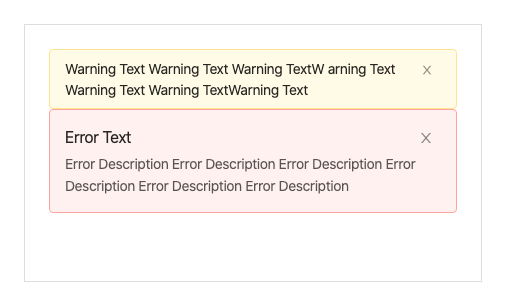 Warning Text Warning Text Warning TextW arning Text
Warning Text Warning TextWarning Text
Error Text
Error Description Error Description Error Description Error
Description Error Description Error Description